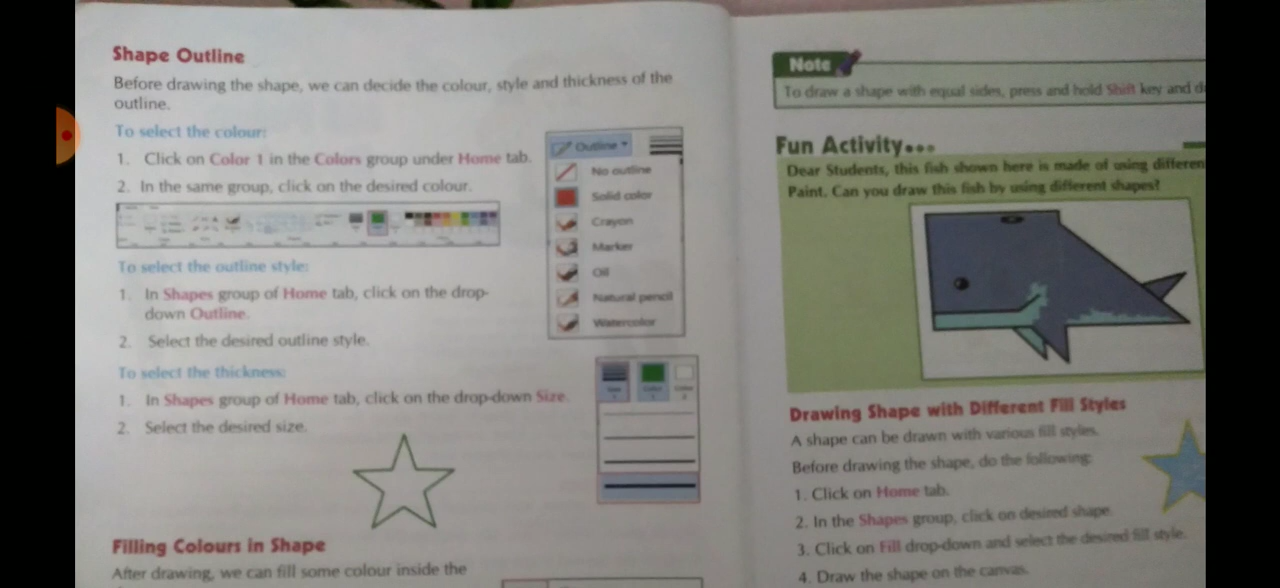 Shape Outline
Before drawing the shape, we can decide the colour, style and thickness of the
outline.
To select the colour:
1. Click on Color 1 in the Colors group under Home tab.
2. In the same group, click on the desired colour.
To select the outline style:
1. In Shapes group of Home tab, click on the drop-
down Outline.
2. Select the desired outline style.
To select the thickness:
1. In Shapes group of Home tab, click on the drop-down Size.
2. Select the desired size.
Outline
No outline
Solid color
Crayon
Marker
Oil
Natural pencil
Watercolor
Filling Colours in Shape
After drawing, we can fill some colour inside the
Note
To draw a shape with equal sides, press and hold Shift key and
Fun Activity...
Dear Students, this fish shown here is made of using
Paint. Can you draw this fish by using different shapes?
Drawing Shape with Different Fill Styles
A shape can be drawn with various fill styles.
Before drawing the shape, do the following:
1. Click on Home tab.
2. In the Shapes group, click on desired shape.
3. Click on Fill drop-down and select the desired fill style.
4. Draw the shape on the canvas.